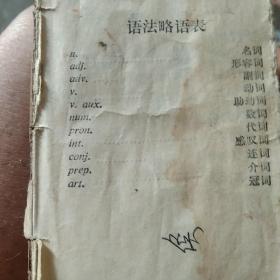 语法略语表
n. 名词
adj. 形容词
adv. 副词
v. 动词
v. aux. 助动词
num. 数词
pron. 代词
int. 感叹词
conj. 连词
prep. 介词
art. 冠词